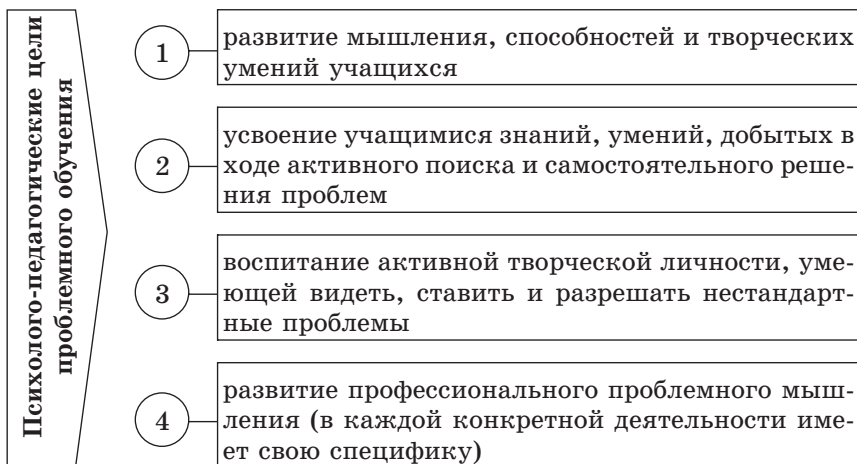 Психолого-педагогические цели
проблемного обучения
1
развитие мышления, способностей и творческих
умений учащихся
2
усвоение учащимися знаний, умений, добытых в
ходе активного поиска и самостоятельного реше-
ния проблем
3
воспитание активной творческой личности, уме-
ющей видеть, ставить и разрешать нестандарт-
ные проблемы
4
развитие профессионального проблемного мыш-
ления (в каждой конкретной деятельности име-
ет свою специфику)